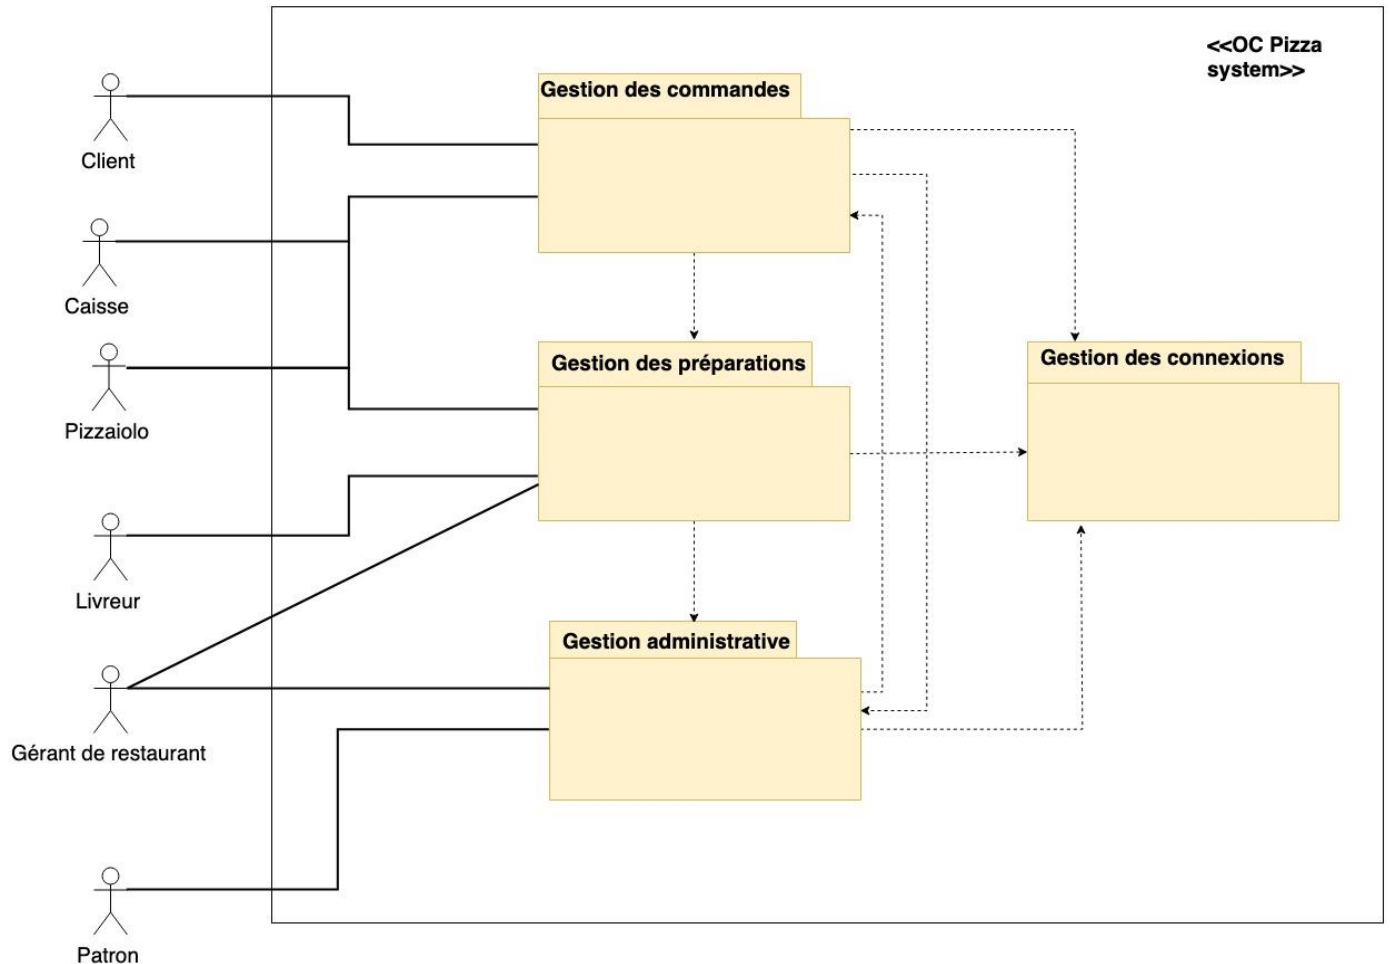 <<OC Pizza
system>>
Gestion des commandes
Client
Caisse
Gestion des préparations
Gestion des connexions
Pizzaiolo
Livreur
Gestion administrative
Gérant de restaurant
Patron